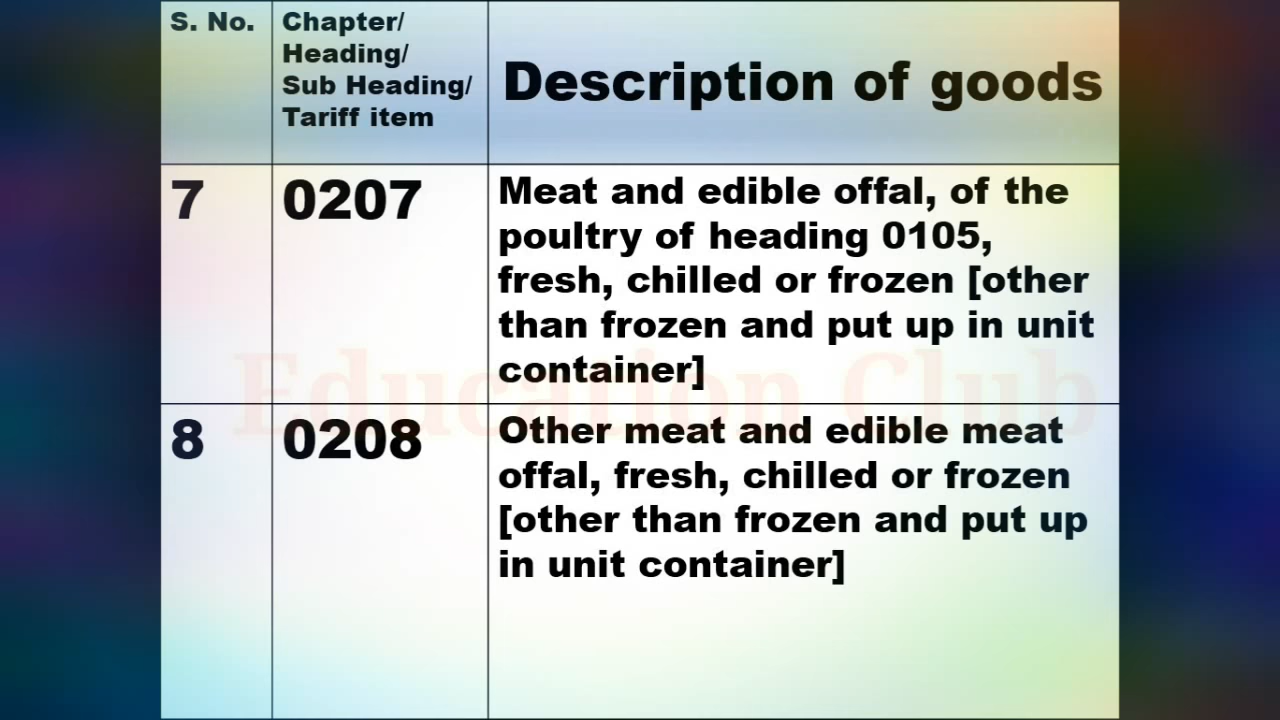 S. No.
Chapter/
Heading/
Sub Heading/
Tariff item
Description of goods
7
0207
Meat and edible offal, of the
poultry of heading 0105,
fresh, chilled or frozen [other
than frozen and put up in unit
container]
8
0208
Other meat and edible meat
offal, fresh, chilled or frozen
[other than frozen and put up
in unit container]
Education Club